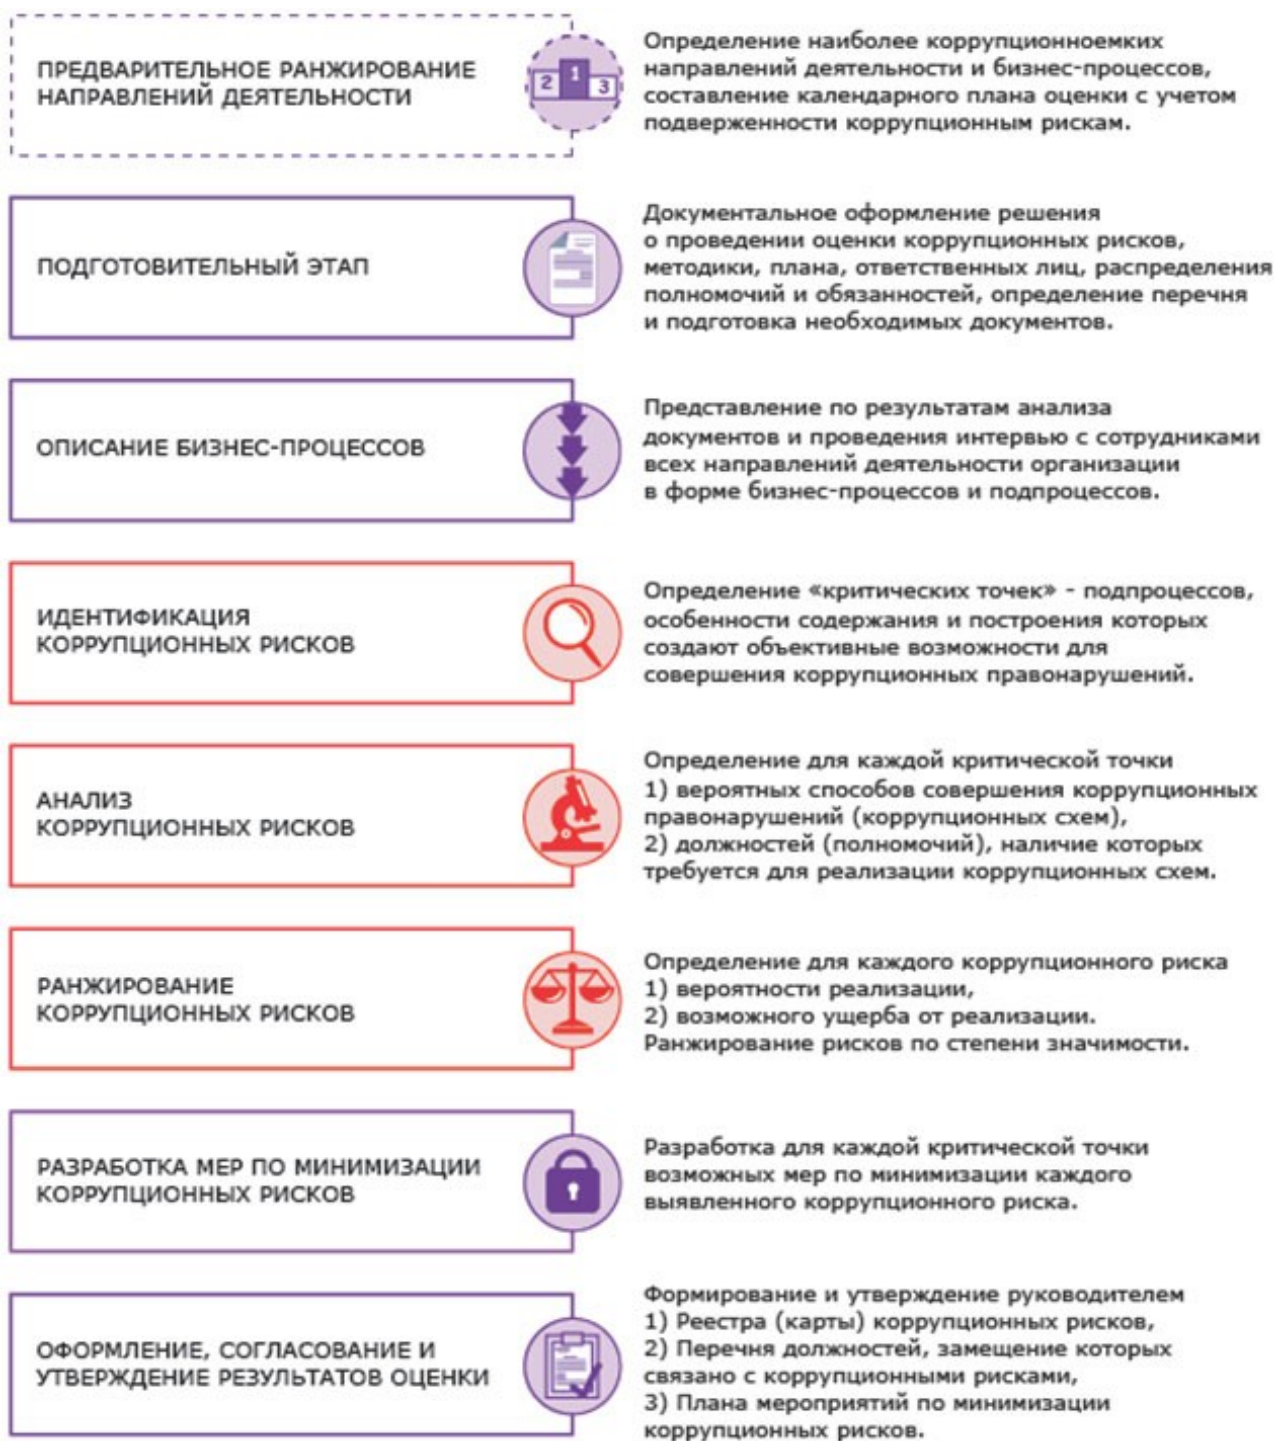 ПРЕДВАРИТЕЛЬНОЕ РАНЖИРОВАНИЕ
НАПРАВЛЕНИЙ ДЕЯТЕЛЬНОСТИ
2 1 3
Определение наиболее коррупционноемких
направлений деятельности и бизнес-процессов,
составление календарного плана оценки с учетом
подверженности коррупционным рискам.
ПОДГОТОВИТЕЛЬНЫЙ ЭТАП
Документальное оформление решения
о проведении оценки коррупционных рисков,
методики, плана, ответственных лиц, распределения
полномочий и обязанностей, определение перечня
и подготовка необходимых документов.
ОПИСАНИЕ БИЗНЕС-ПРОЦЕССОВ
Представление по результатам анализа
документов и проведения интервью с сотрудниками
всех направлений деятельности организации
в форме бизнес-процессов и подпроцессов.
ИДЕНТИФИКАЦИЯ
КОРРУПЦИОННЫХ РИСКОВ
Определение «критических точек» - подпроцессов,
особенности содержания и построения которых
создают объективные возможности для
совершения коррупционных правонарушений.
АНАЛИЗ
КОРРУПЦИОННЫХ РИСКОВ
Определение для каждой критической точки
1) вероятных способов совершения коррупционных
правонарушений (коррупционных схем),
2) должностей (полномочий), наличие которых
требуется для реализации коррупционных схем.
РАНЖИРОВАНИЕ
КОРРУПЦИОННЫХ РИСКОВ
Определение для каждого коррупционного риска
1) вероятности реализации,
2) возможного ущерба от реализации.
Ранжирование рисков по степени значимости.
РАЗРАБОТКА МЕР ПО МИНИМИЗАЦИИ
КОРРУПЦИОННЫХ РИСКОВ
Разработка для каждой критической точки
возможных мер по минимизации каждого
выявленного коррупционного риска.
ОФОРМЛЕНИЕ, СОГЛАСОВАНИЕ И
УТВЕРЖДЕНИЕ РЕЗУЛЬТАТОВ ОЦЕНКИ
Формирование и утверждение руководителем
1) Реестра (карты) коррупционных рисков,
2) Перечня должностей, замещение которых
связано с коррупционными рисками,
3) Плана мероприятий по минимизации
коррупционных рисков.